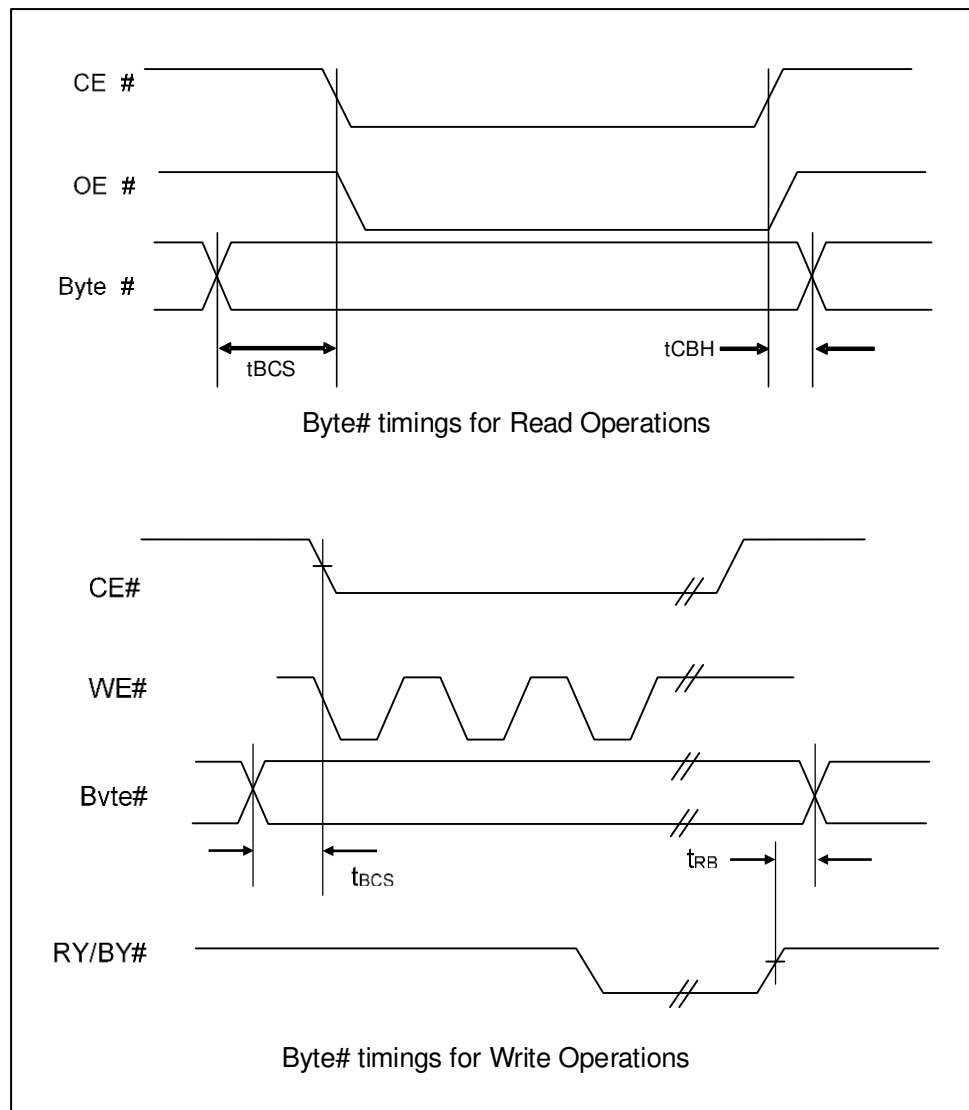 CE #
OE #
Byte #
tBCS
tCBH
Byte# timings for Read Operations
CE#
WE#
Bvte#
tBCS
tRB
RY/BY#
Byte# timings for Write Operations